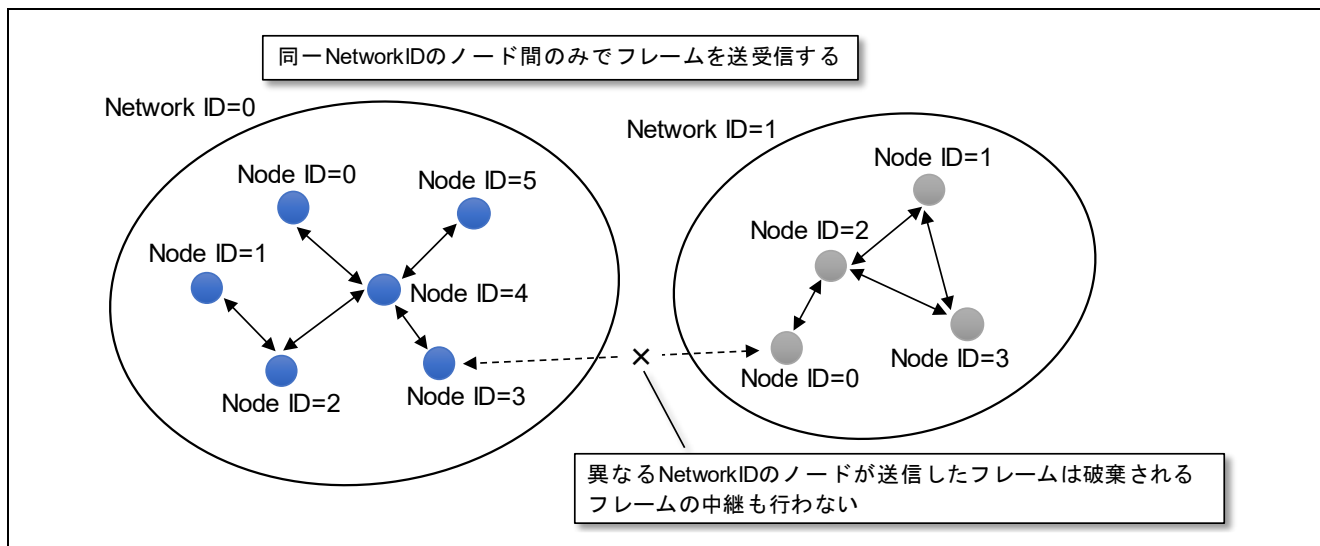 同一NetworkIDのノード間のみでフレームを送受信する
Network ID=0
Node ID=0
Node ID=5
Node ID=1
Node ID=4
Node ID=2
Node ID=3
Network ID=1
Node ID=1
Node ID=2
Node ID=3
Node ID=0
×
異なるNetworkIDのノードが送信したフレームは破棄される
フレームの中継も行わない